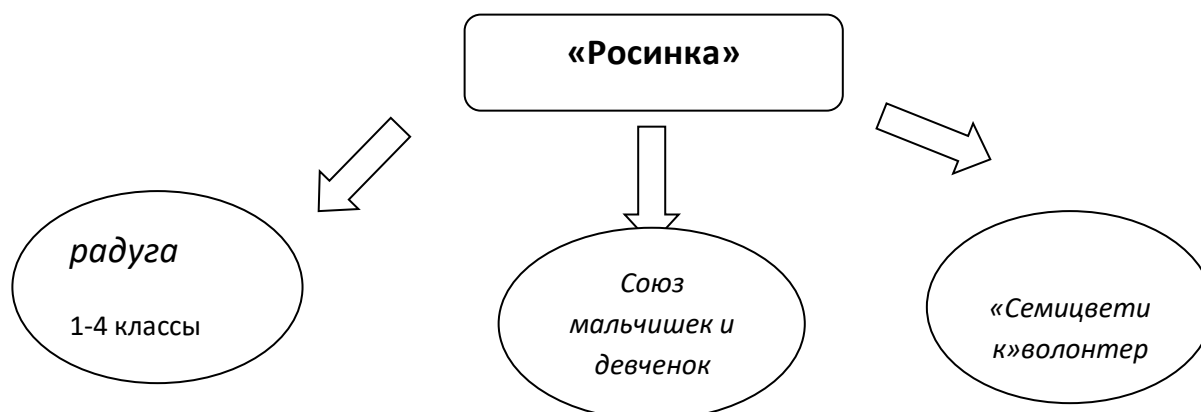 «Росинка»
радуга
1-4 классы
Союз
мальчишек и
девченок
«Семицвети
к»волонтер